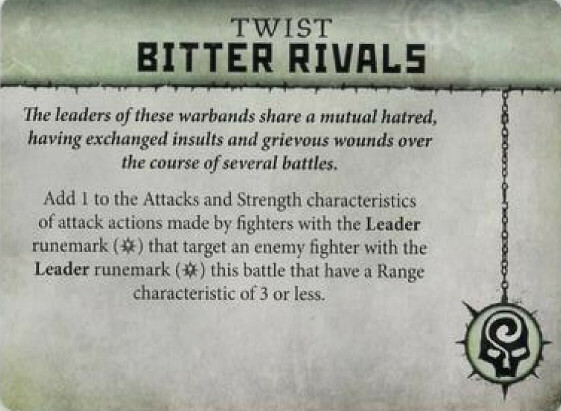 TWIST
BITTER RIVALS
The leaders of these warbands share a mutual hatred,
having exchanged insults and grievous wounds over
the course of several battles.
Add 1 to the Attacks and Strength characteristics
of attack actions made by fighters with the Leader
runemark (✵) that target an enemy fighter with the
Leader runemark (✵) this battle that have a Range
characteristic of 3 or less.